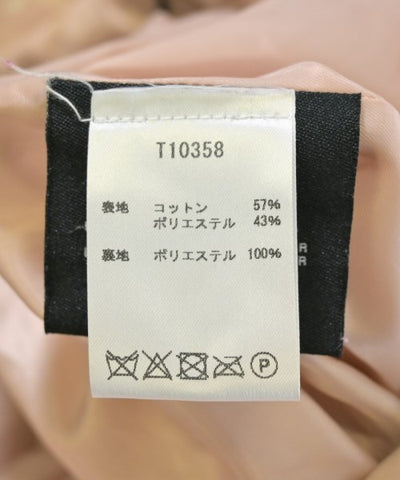 T10358
表地 コットン 57%
ポリエステル 43%
裏地 ポリエステル 100%
R
R
P